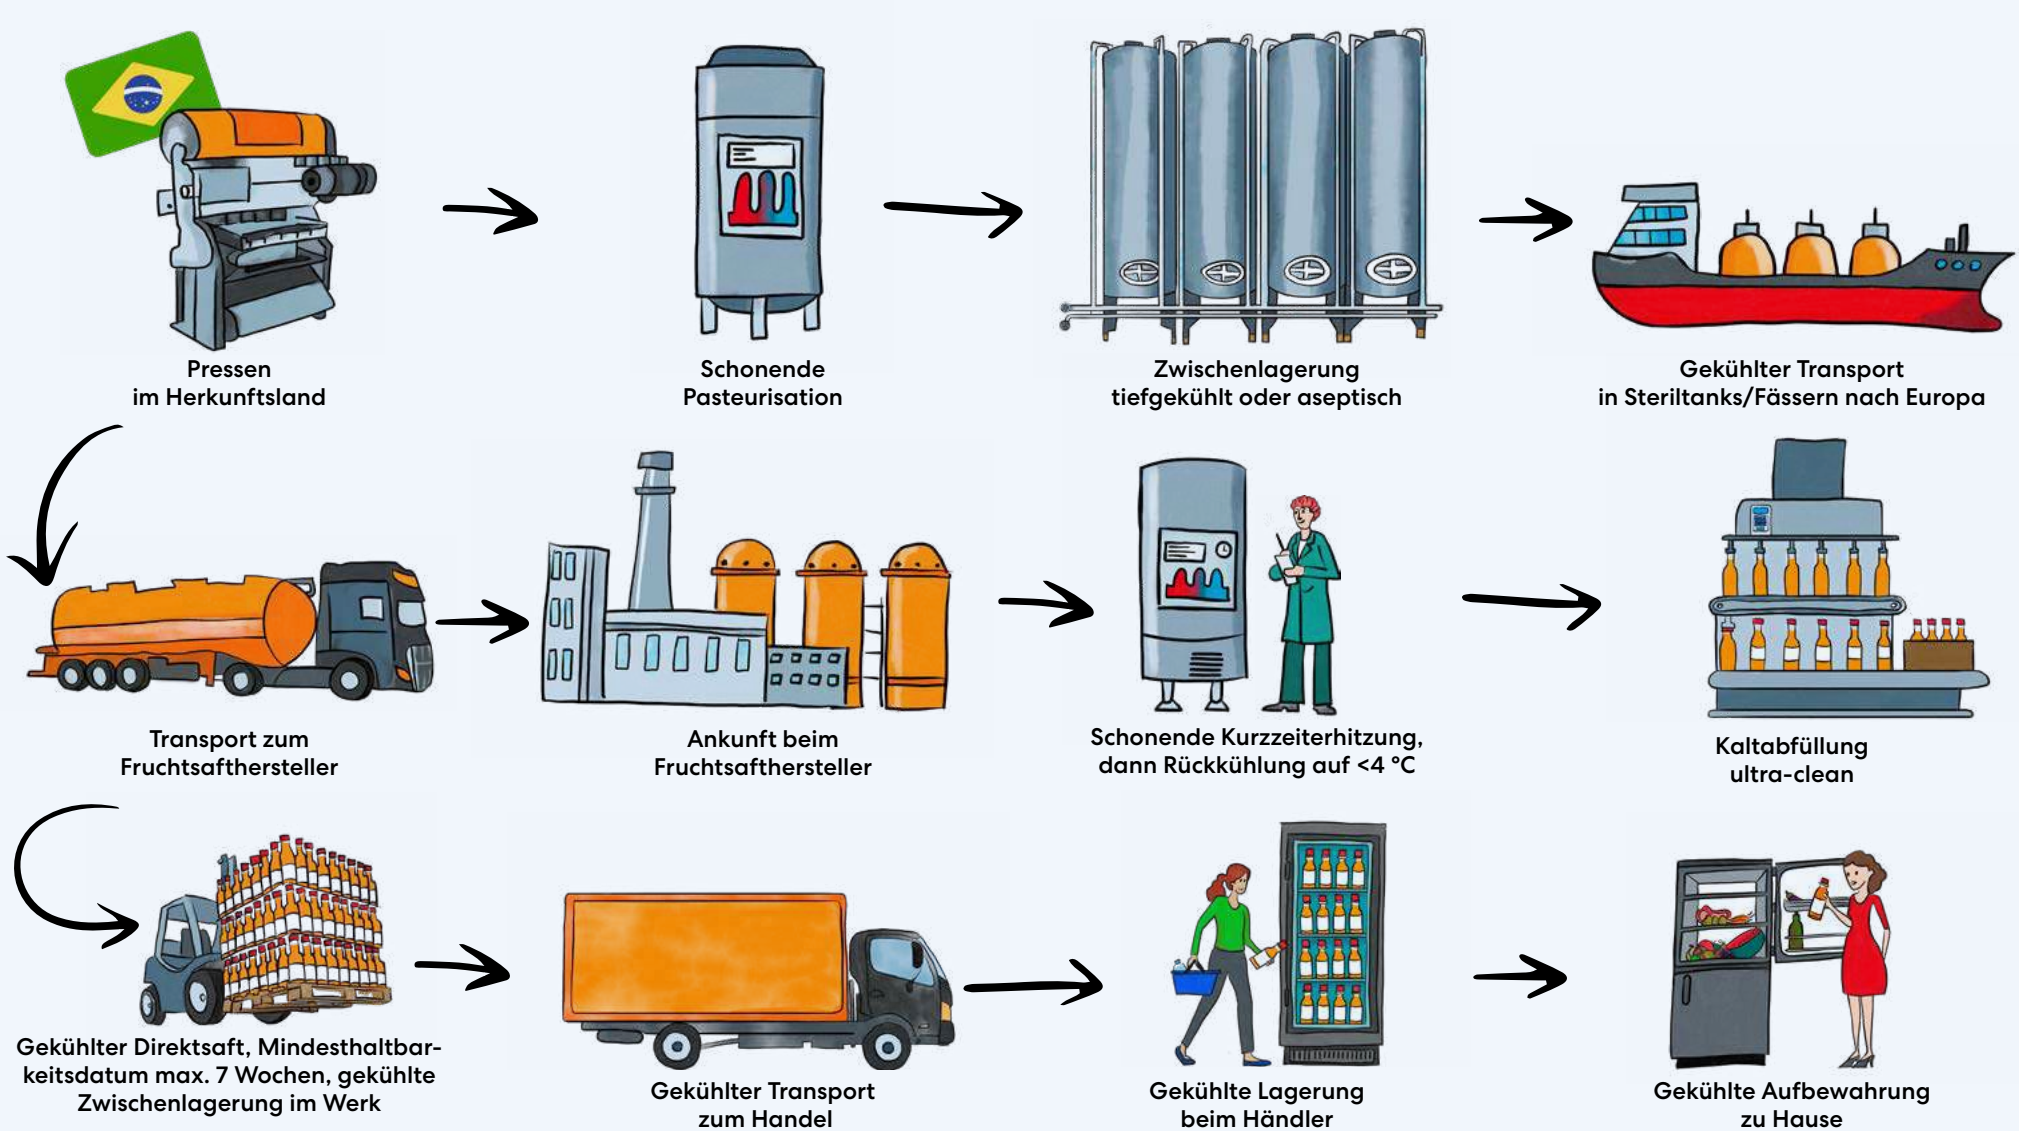 Pressen
im Herkunftsland
Schonende
Pasteurisation
Zwischenlagerung
tiefgekühlt oder aseptisch
Gekühlter Transport
in Steriltanks/Fässern nach Europa
Transport zum
Fruchtsafthersteller
Ankunft beim
Fruchtsafthersteller
Schonende Kurzzeiterhitzung,
dann Rückkühlung auf <4 °C
Kaltabfüllung
ultra-clean
Gekühlter Direktsaft, Mindesthaltbar-
keitsdatum max. 7 Wochen, gekühlte
Zwischenlagerung im Werk
Gekühlter Transport
zum Handel
Gekühlte Lagerung
beim Händler
Gekühlte Aufbewahrung
zu Hause